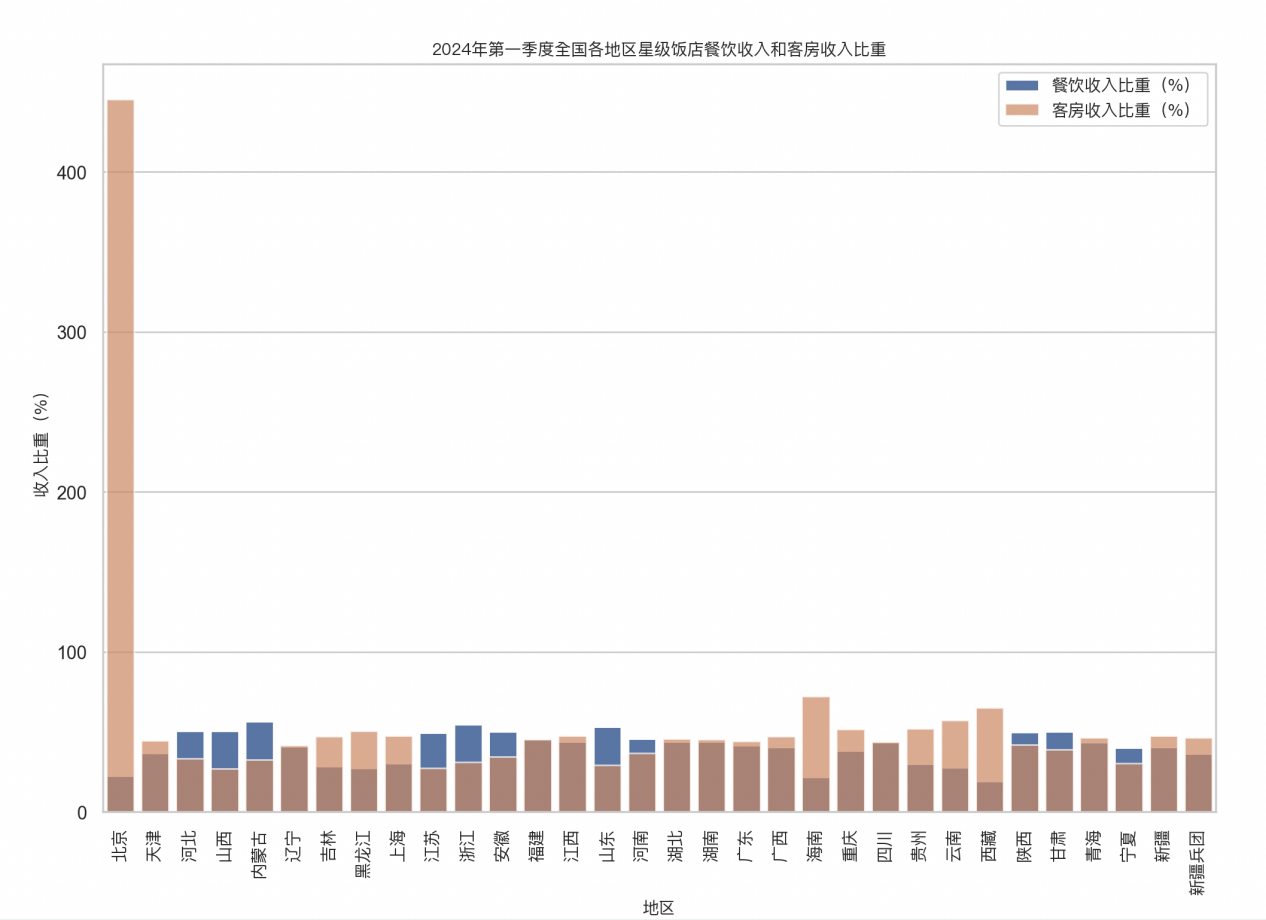 2024年第一季度全国各地区星级饭店餐饮收入和客房收入比重
餐饮收入比重（%）
客房收入比重（%）
收入比重（%）
400
300
200
100
0
北京
天津
河北
山西
内蒙古
辽宁
吉林
黑龙江
上海
江苏
浙江
安徽
福建
江西
山东
河南
湖北
湖南
广东
广西
海南
重庆
四川
贵州
云南
西藏
陕西
甘肃
青海
宁夏
新疆
新疆兵团
地区